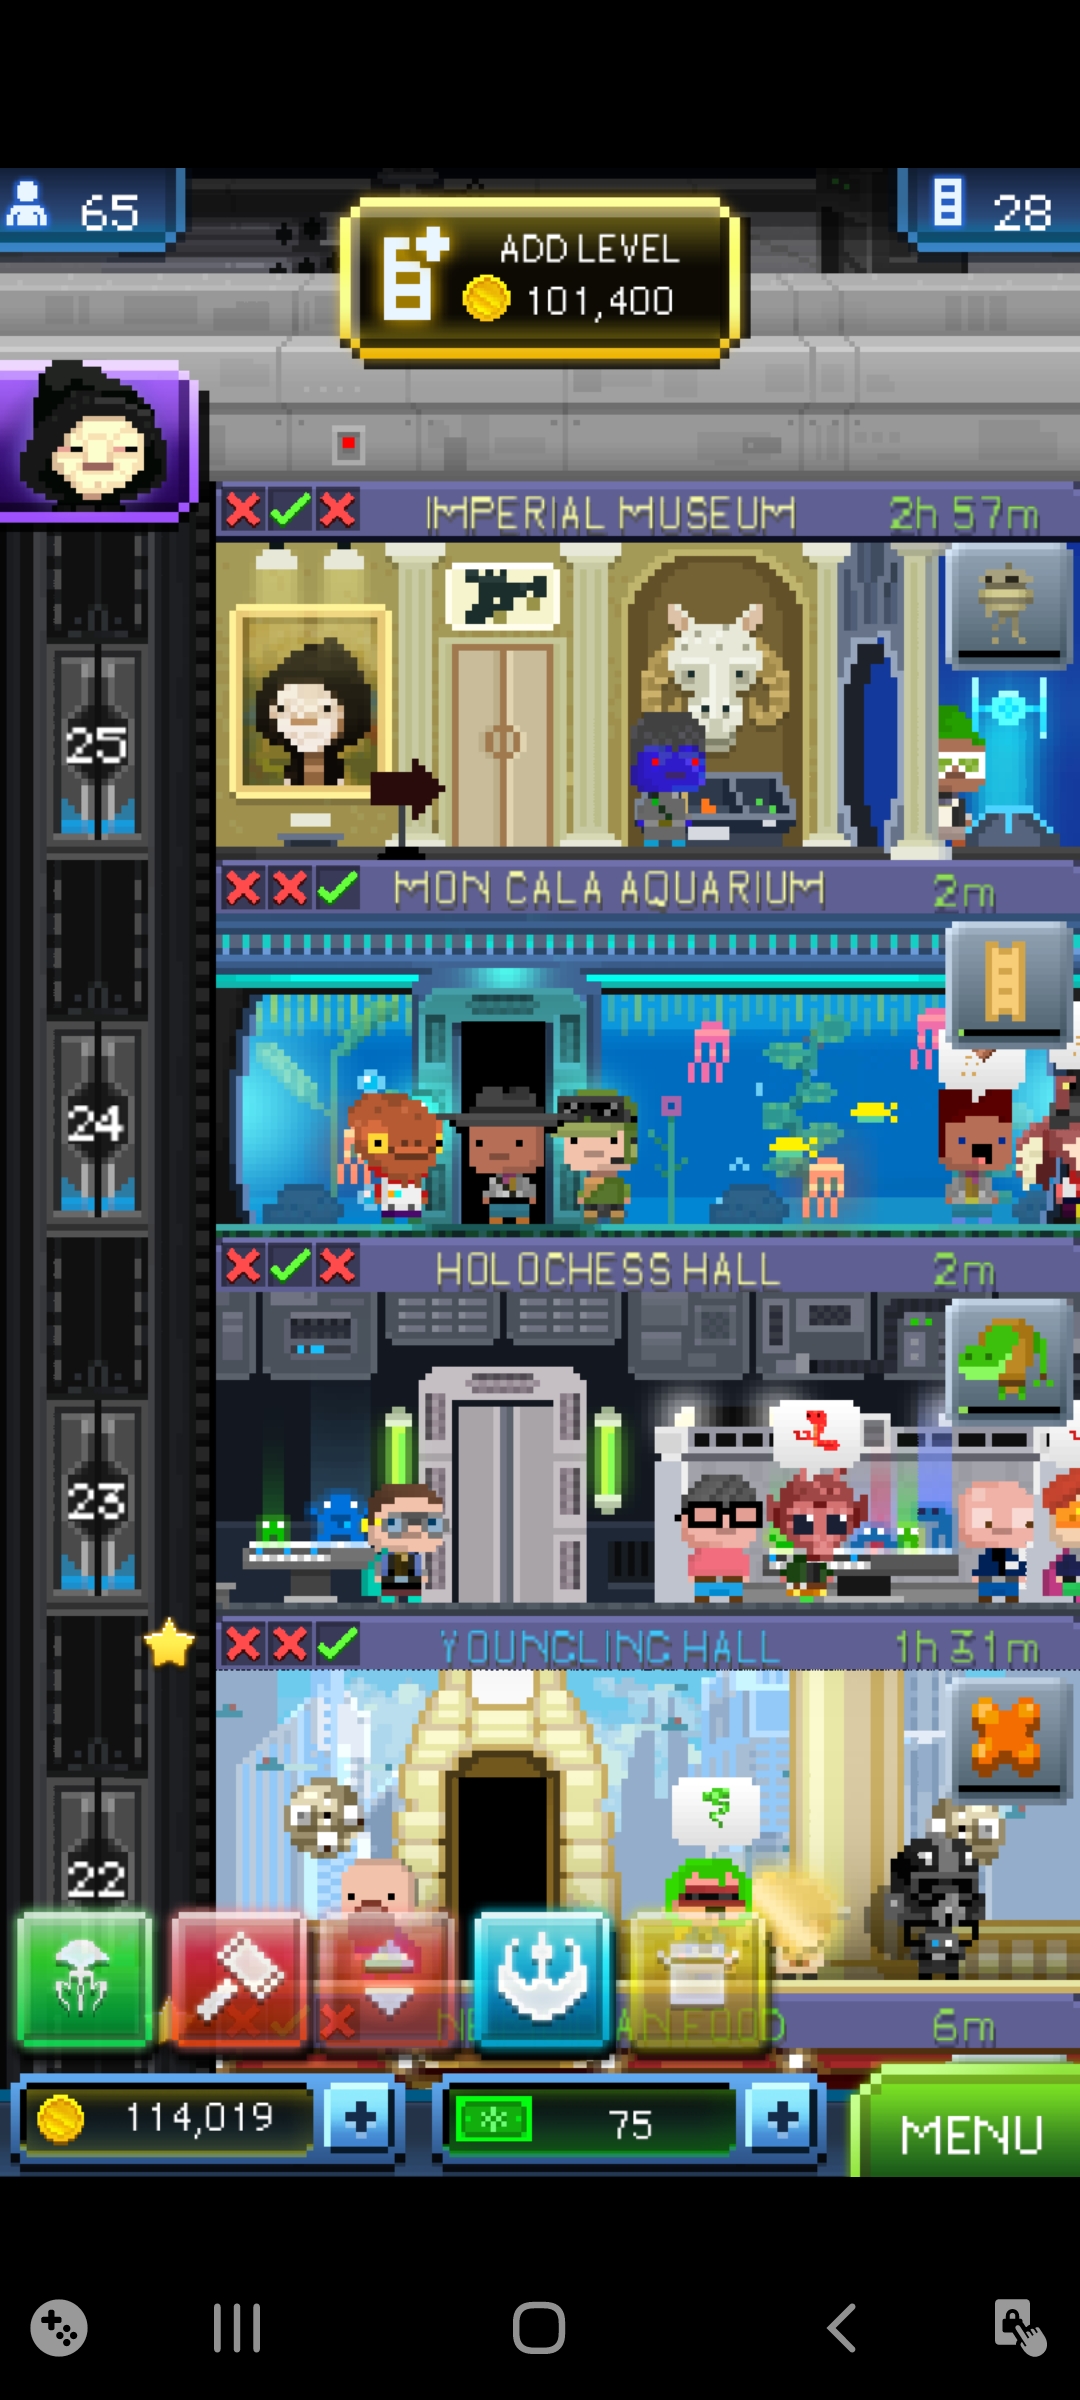 65
ADD LEVEL
101,400
28
IMPERIAL MUSEUM 2h 57m
25
MON CALA AQUARIUM 2m
24
HOLOCHESS HALL 2m
23
YOUNGLING HALL 1h 31m
22
6m
114,019
75
MENU